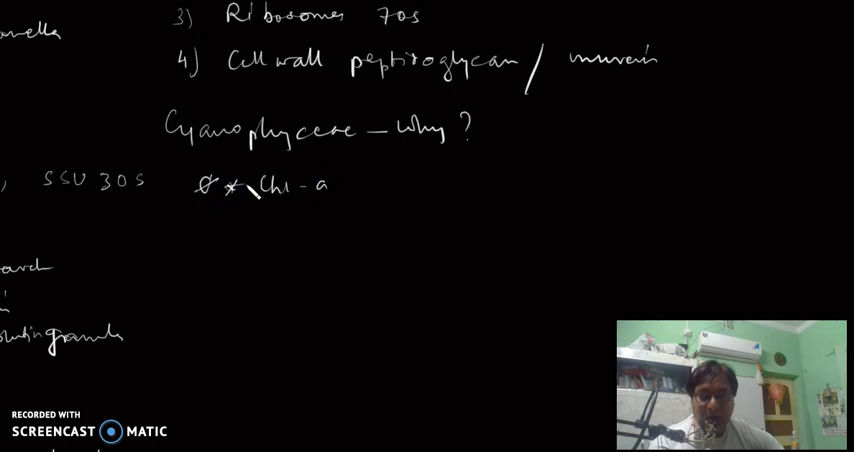 3) Ribosomes 70s
4) Cell wall peptidoglycan / murein
Cyanophyceae — Why?
, SSU 30S * Chl - a
RECORDED WITH
SCREENCAST MATIC